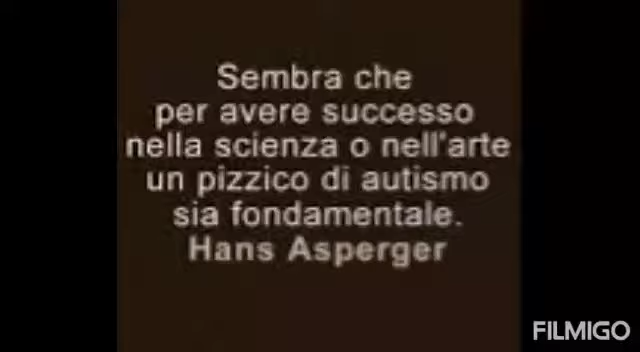 Sembra che
per avere successo
nella scienza o nell'arte
un pizzico di autismo
sia fondamentale.
Hans Asperger
FILMIGO